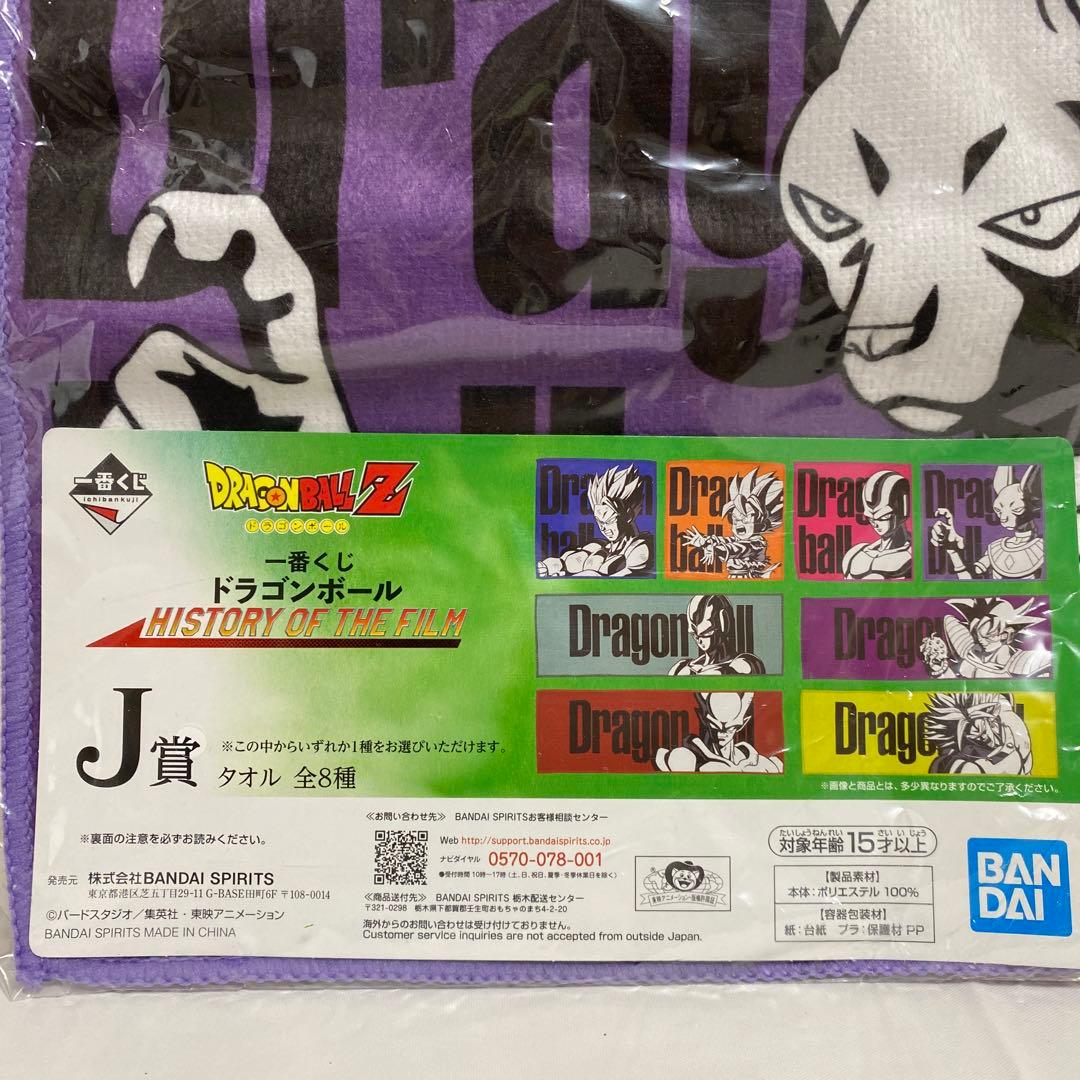 Drag
一番くじ
ichibankuji
DRAGON BALL Z
ドラゴンボール
一番くじ
ドラゴンボール
HISTORY OF THE FILM
J賞
※この中からいずれか1種をお選びいただけます。
タオル 全8種
Dragon
ball
Drag
ball
Drag
ball
Drag
ball
Dragon
Drag
Dragon
Drago
※画像と商品とは、多少異なりますのでご了承ください。
※裏面の注意を必ずお読みください。
発売元 株式会社BANDAI SPIRITS
東京都港区芝五丁目29-11 G-BASE田町6F 〒108-0014
©バードスタジオ／集英社・東映アニメーション
BANDAI SPIRITS MADE IN CHINA
≪お問い合わせ先≫ BANDAI SPIRITSお客様相談センター
Web http://support.bandaispirits.co.jp
ナビダイヤル 0570-078-001
●受付時間 10時〜17時（土、日、祝日、夏季・冬季休業日を除く）
≪商品送付先≫ BANDAI SPIRITS 栃木配送センター
〒321-0298 栃木県下都賀郡壬生町おもちゃのまち4-2-20
海外からのお問い合わせは受け付けておりません。
Customer service inquiries are not accepted from outside Japan.
たいしょうねんれい さい いじょう
対象年齢 15才以上
【製品素材】
本体：ポリエステル 100%
【容器包装材】
紙：台紙 プラ：保護材 PP
BAN
DAI